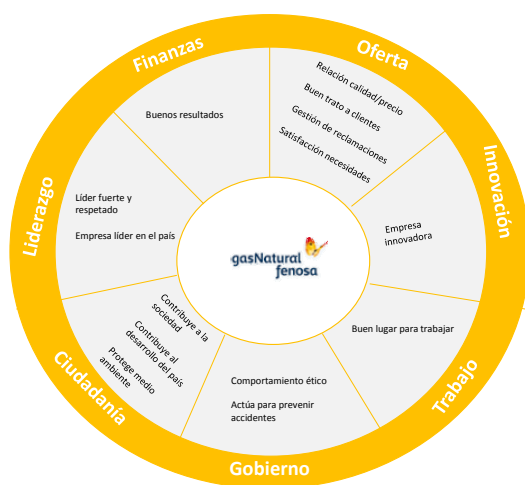 Finanzas
Buenos resultados
Oferta
Relación calidad/precio
Buen trato a clientes
Gestión de reclamaciones
Satisfacción necesidades
Innovación
Empresa
innovadora
Trabajo
Buen lugar para trabajar
Gobierno
Comportamiento ético
Actúa para prevenir
accidentes
Ciudadanía
Contribuye a la
sociedad
Contribuye al
desarrollo del país
Protege medio
ambiente
Liderazgo
Líder fuerte y
respetado
Empresa líder en el país
gasNatural
fenosa